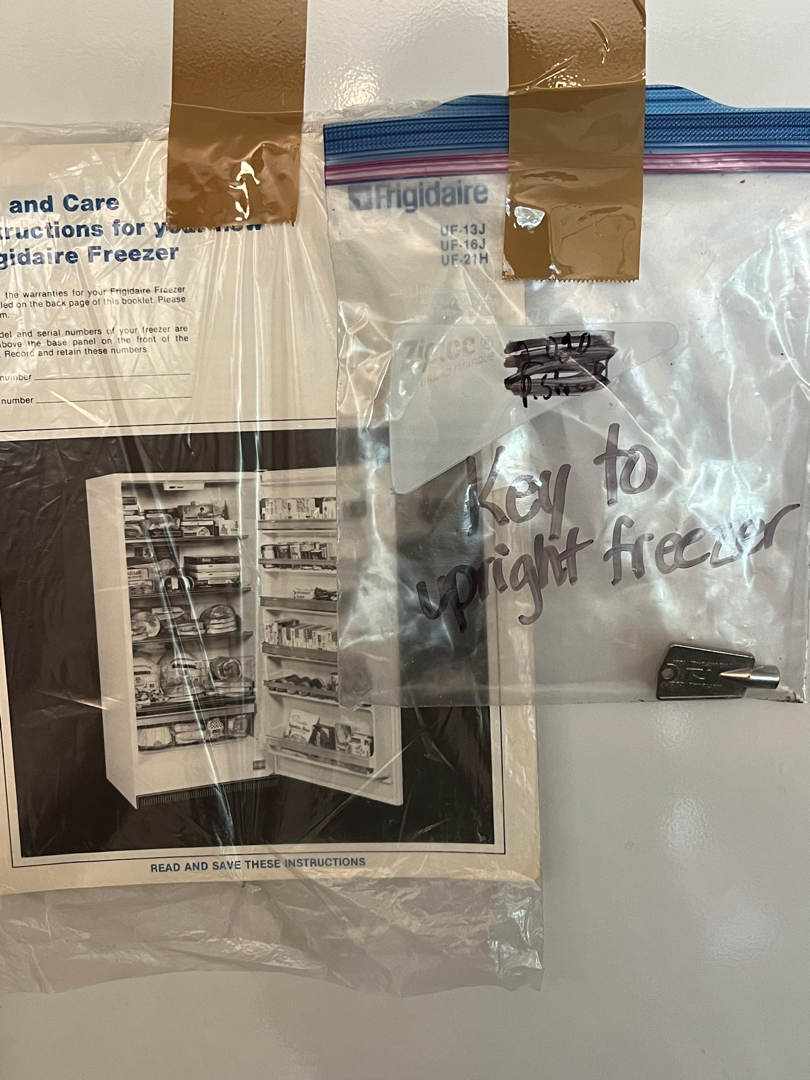 and Care
ructions for your new
gidaire Freezer
the warranties for your Frigidaire Freezer
led on the back page of this booklet. Please
m.
del and serial numbers of your freezer are
above the base panel on the front of the
Record and retain these numbers.
number
number
READ AND SAVE THESE INSTRUCTIONS
Frigidaire
UF-13J
UF-16J
UF-21H
Ziploc®
Key to
upright freezer